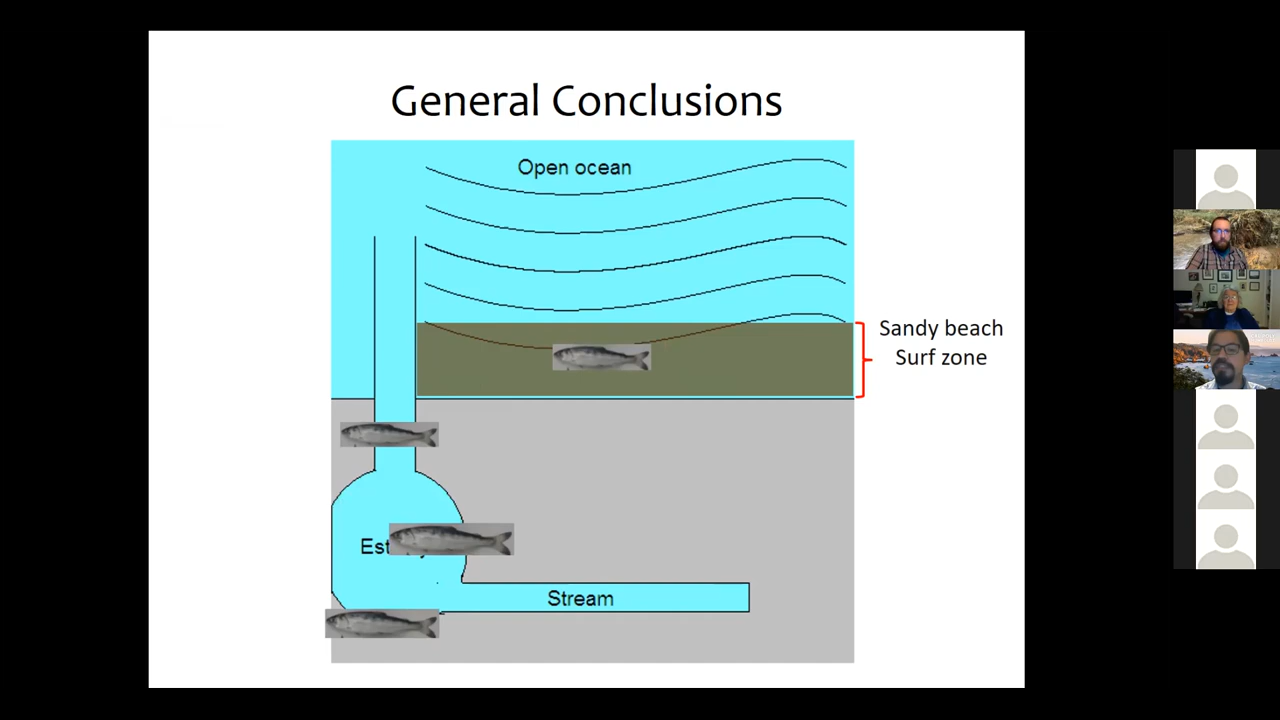 General Conclusions
Open ocean
Sandy beach
Surf zone
Est
Stream